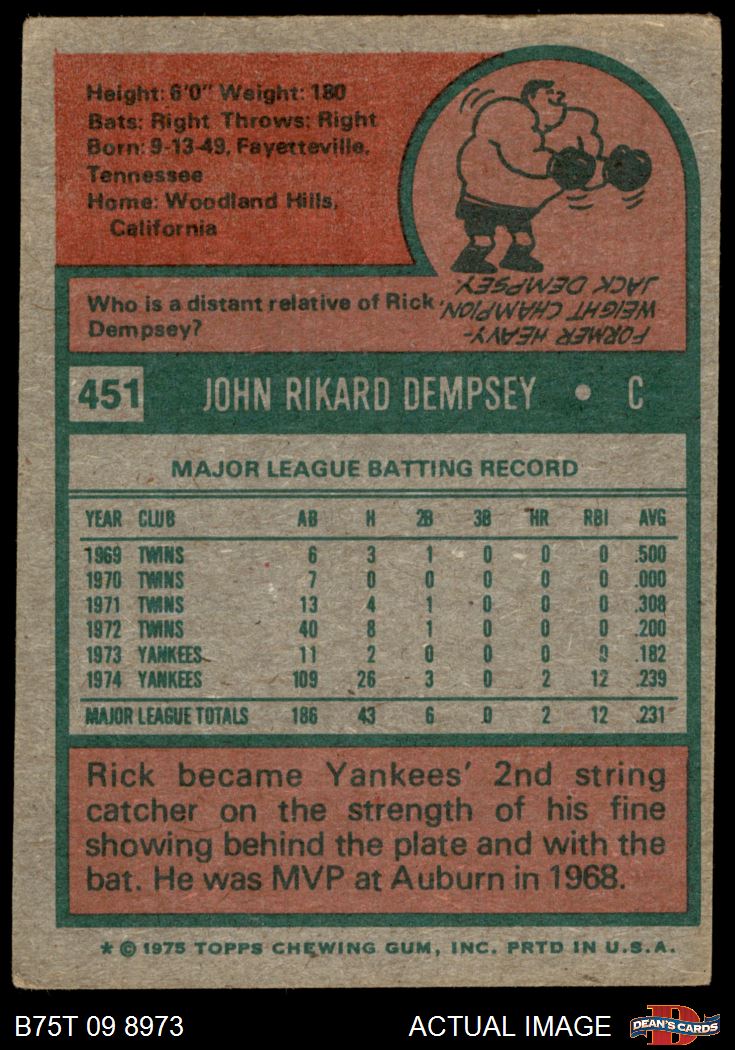 Height: 6'0" Weight: 180
Bats: Right Throws: Right
Born: 9-13-49, Fayetteville,
Tennessee
Home: Woodland Hills,
California
Who is a distant relative of Rick
Dempsey?
FORMER HEAVY-
WEIGHT CHAMPION,
JACK DEMPSEY.
451 JOHN RIKARD DEMPSEY • C
MAJOR LEAGUE BATTING RECORD
YEAR CLUB AB H 2B 3B HR RBI AVG
1969 TWINS 6 3 1 0 0 0 .500
1970 TWINS 7 0 0 0 0 0 .000
1971 TWINS 13 4 1 0 0 0 .308
1972 TWINS 40 8 1 0 0 0 .200
1973 YANKEES 11 2 0 0 0 0 .182
1974 YANKEES 109 26 3 0 2 12 .239
MAJOR LEAGUE TOTALS 186 43 6 0 2 12 .231
Rick became Yankees' 2nd string
catcher on the strength of his fine
showing behind the plate and with the
bat. He was MVP at Auburn in 1968.
* © 1975 TOPPS CHEWING GUM, INC. PRTD IN U.S.A.
B75T 09 8973 ACTUAL IMAGE DEAN'S CARDS